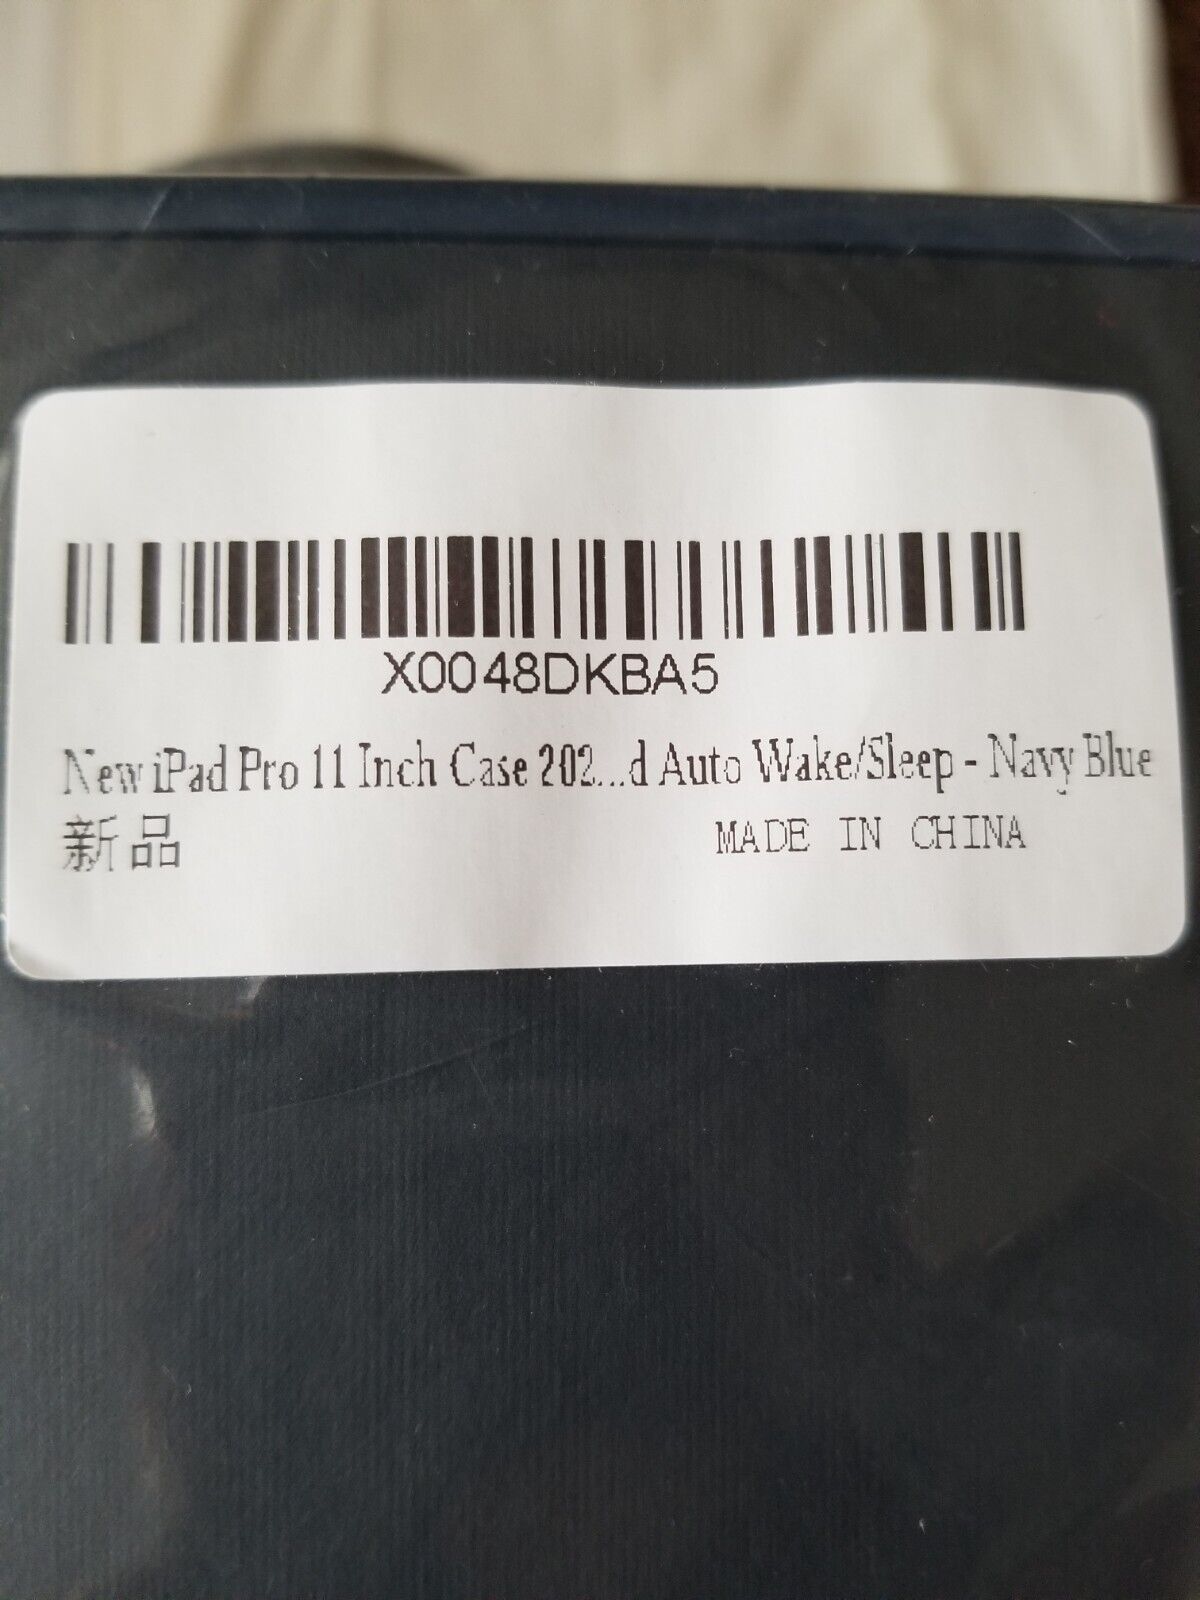 X0048DKBA5
New iPad Pro 11 Inch Case 202...d Auto Wake/Sleep - Navy Blue
新品 MADE IN CHINA